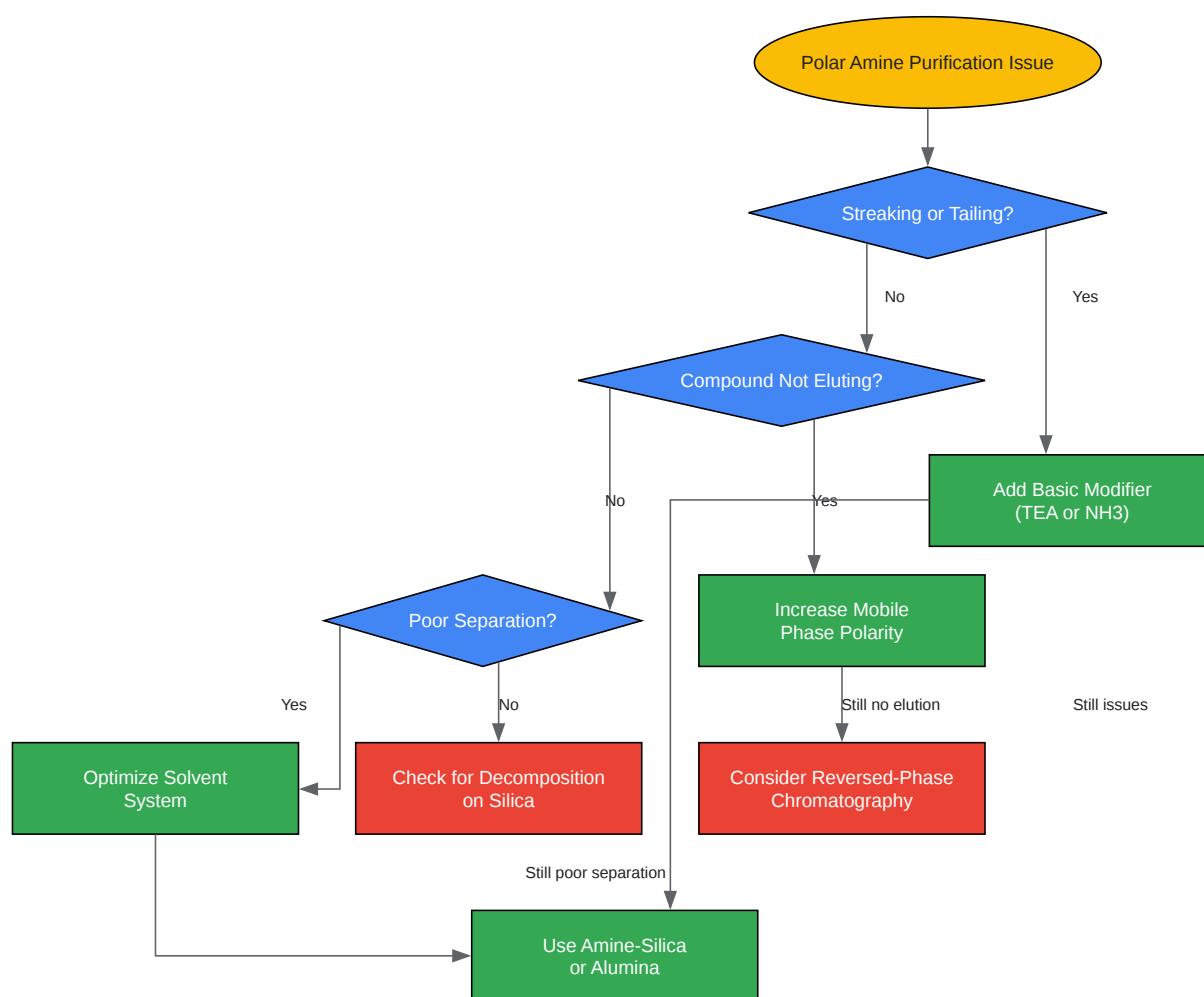 Polar Amine Purification Issue
Streaking or Tailing?
No
Yes
Compound Not Eluting?
No
Yes
Add Basic Modifier
(TEA or NH3)
Poor Separation?
Increase Mobile
Phase Polarity
Yes
No
Still no elution
Still issues
Optimize Solvent
System
Check for Decomposition
on Silica
Consider Reversed-Phase
Chromatography
Still poor separation
Use Amine-Silica
or Alumina